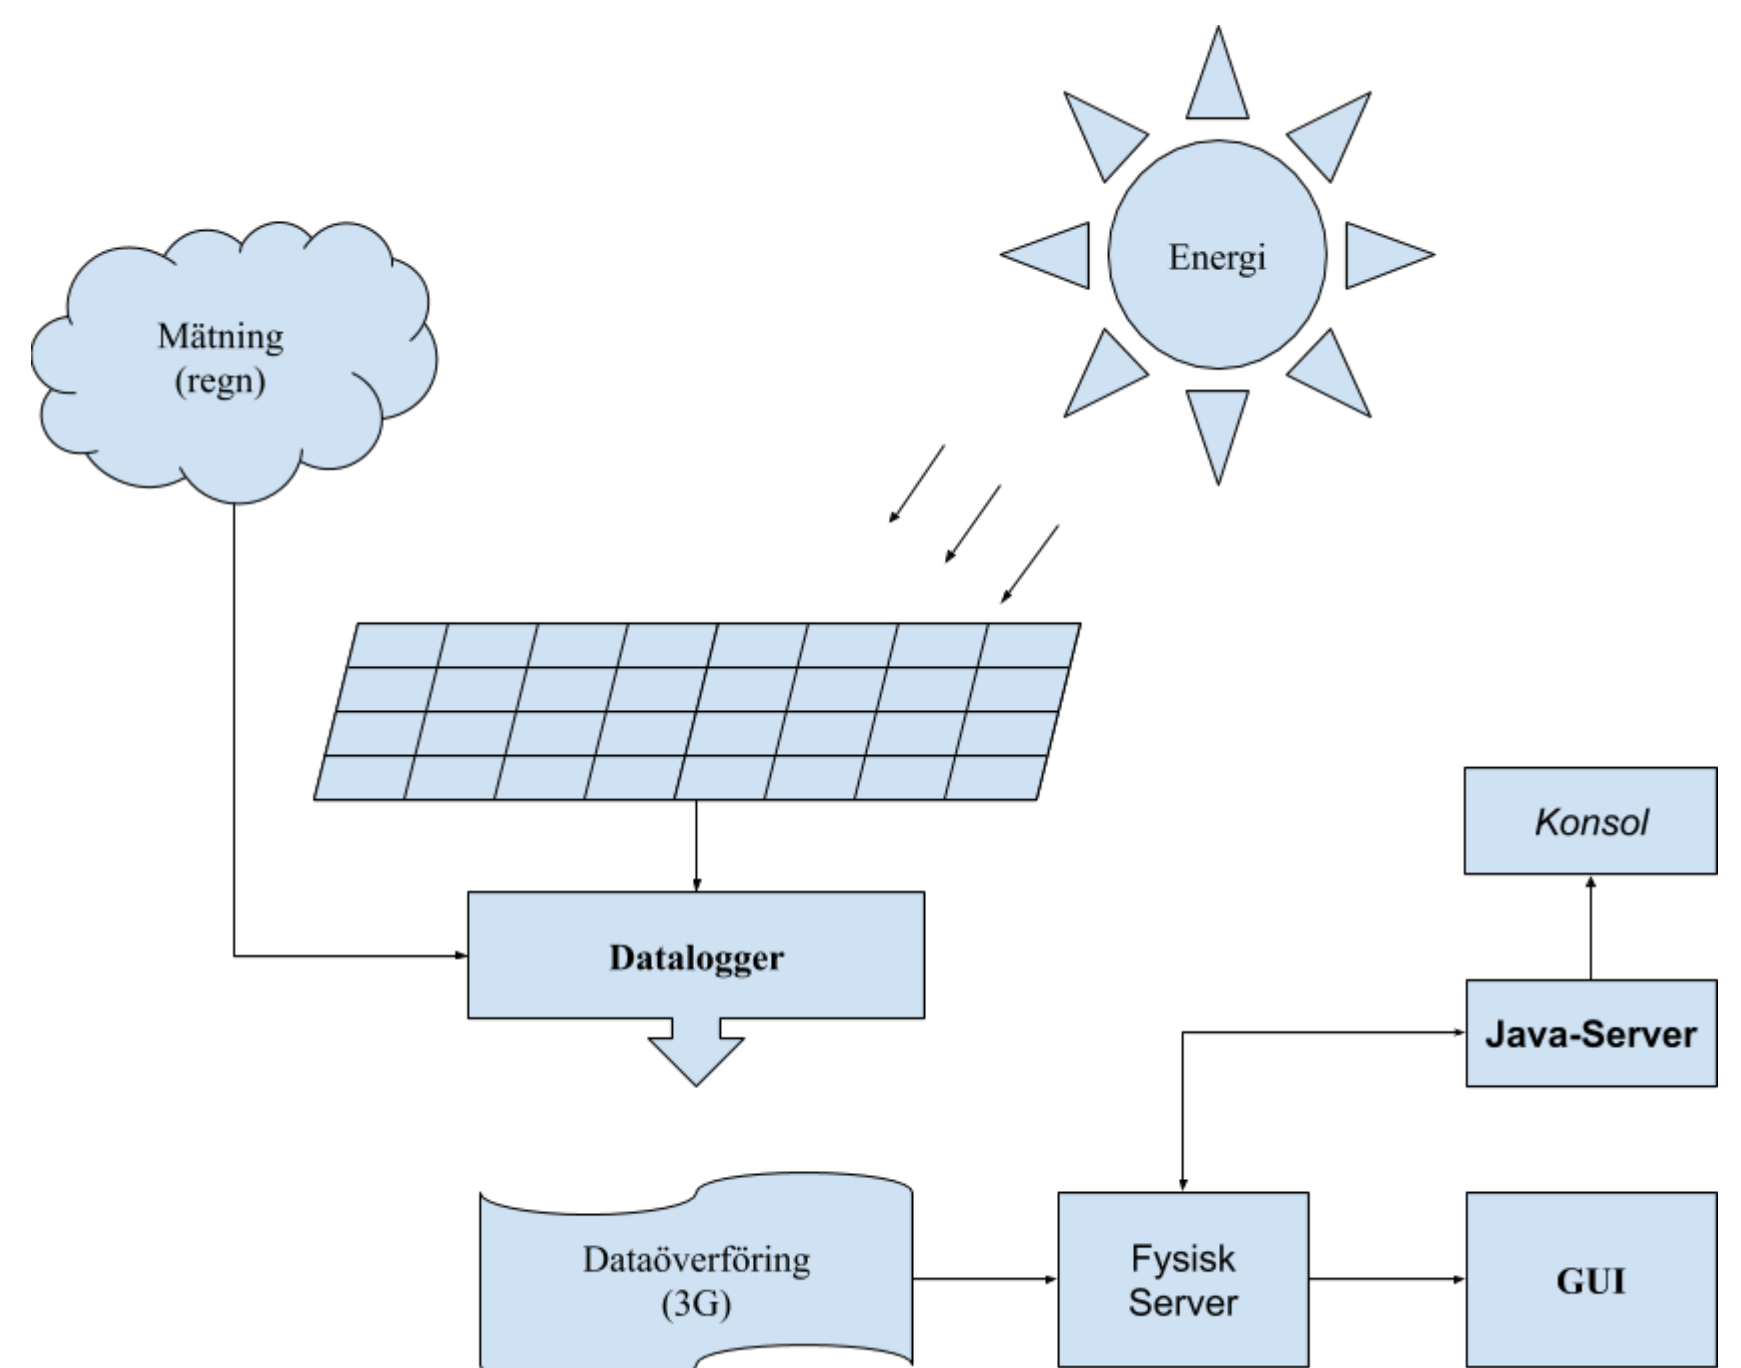 Energi
Mätning
(regn)
Konsol
Datalogger
Java-Server
Dataöverföring
(3G)
Fysisk
Server
GUI